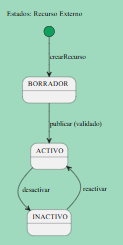 Estados: Recurso Externo
crearRecurso
BORRADOR
publicar (validado)
ACTIVO
desactivar
reactivar
INACTIVO